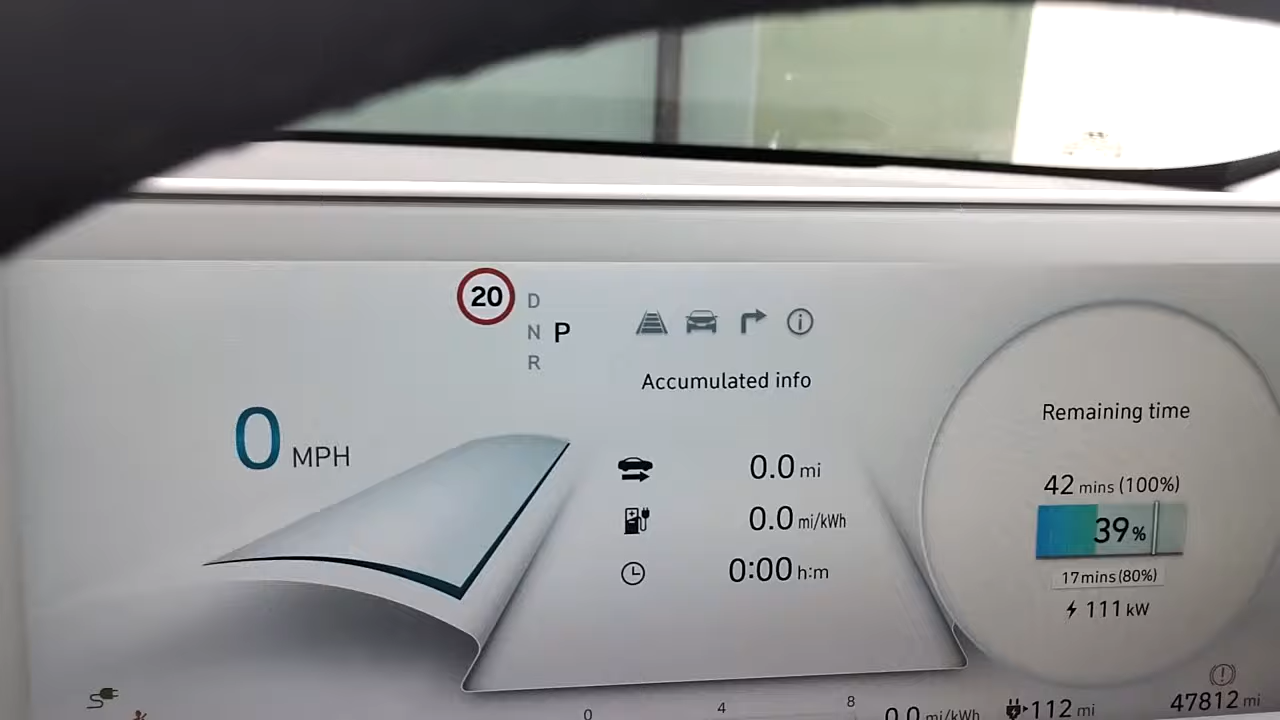 20
D
N P
R
Accumulated info
0 MPH
0.0 mi
0.0 mi/kWh
0:00 h:m
Remaining time
42 mins (100%)
39%
17mins (80%)
111 kW
0 4 8
0.0 mi/kWh
112 mi
47812 mi